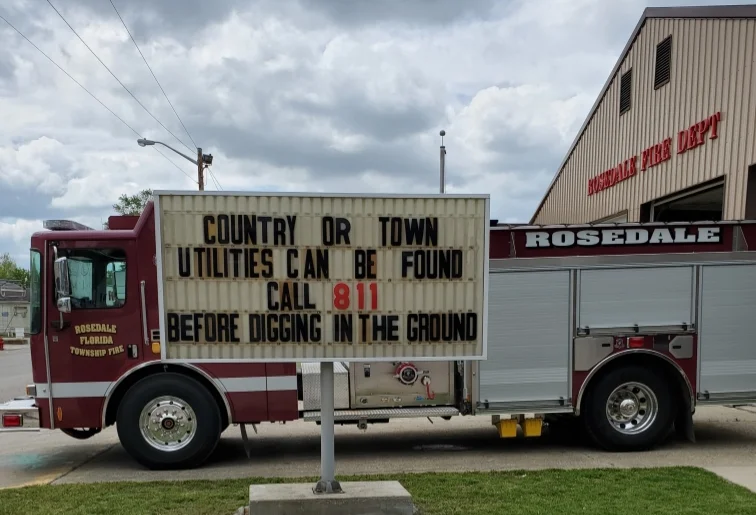 COUNTRY OR TOWN
UTILITIES CAN BE FOUND
CALL 811
BEFORE DIGGING IN THE GROUND
ROSEDALE FIRE DEPT
ROSEDALE
ROSEDALE
FLORIDA
TOWNSHIP FIRE